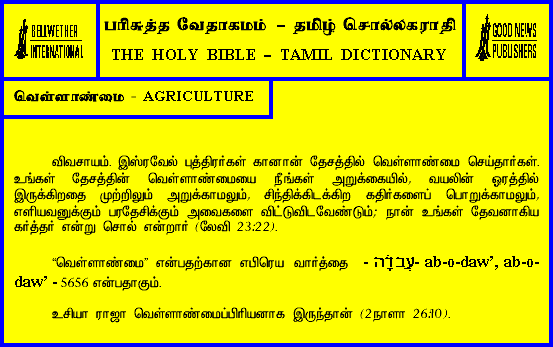 BELLWETHER
INTERNATIONAL
பரிசுத்த வேதாகமம் – தமிழ் சொல்லகராதி
THE HOLY BIBLE – TAMIL DICTIONARY
GOOD NEWS
PUBLISHERS
வெள்ளாண்மை - AGRICULTURE
விவசாயம். இஸ்ரவேல் புத்திரர்கள் கானான் தேசத்தில் வெள்ளாண்மை செய்தார்கள்.
உங்கள் தேசத்தின் வெள்ளாண்மையை நீங்கள் அறுக்கையில், வயலின் ஓரத்தில்
இருக்கிறதை முற்றிலும் அறுக்காமலும், சிந்திக்கிடக்கிற கதிர்களைப் பொறுக்காமலும்,
எளியவனுக்கும் பரதேசிக்கும் அவைகளை விட்டுவிடவேண்டும்; நான் உங்கள் தேவனாகிய
கர்த்தர் என்று சொல் என்றார் (லேவி 23:22).
“வெள்ளாண்மை” என்பதற்கான எபிரெய வார்த்தை - עֲבֹדָה- ab-o-daw’, ab-o-
daw’ - 5656 என்பதாகும்.
உசியா ராஜா வெள்ளாண்மைப்பிரியனாக இருந்தான் (2நாளா 26:10).